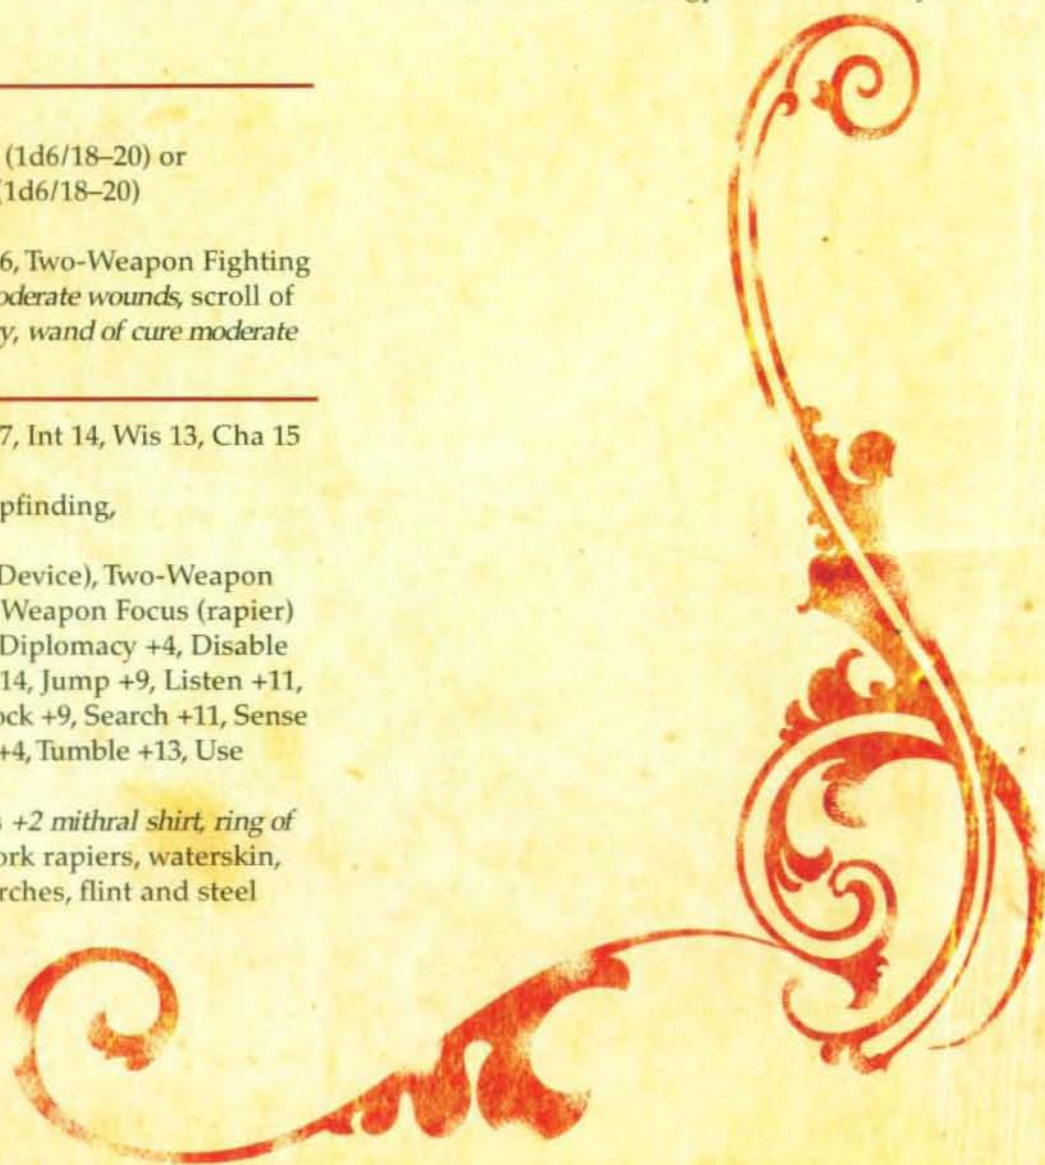 (1d6/18–20) or
(1d6/18–20)
6, Two-Weapon Fighting
oderate wounds, scroll of
y, wand of cure moderate
7, Int 14, Wis 13, Cha 15
pfinding,
Device), Two-Weapon
Weapon Focus (rapier)
Diplomacy +4, Disable
14, Jump +9, Listen +11,
ock +9, Search +11, Sense
+4, Tumble +13, Use
+2 mithral shirt, ring of
ork rapiers, waterskin,
rches, flint and steel